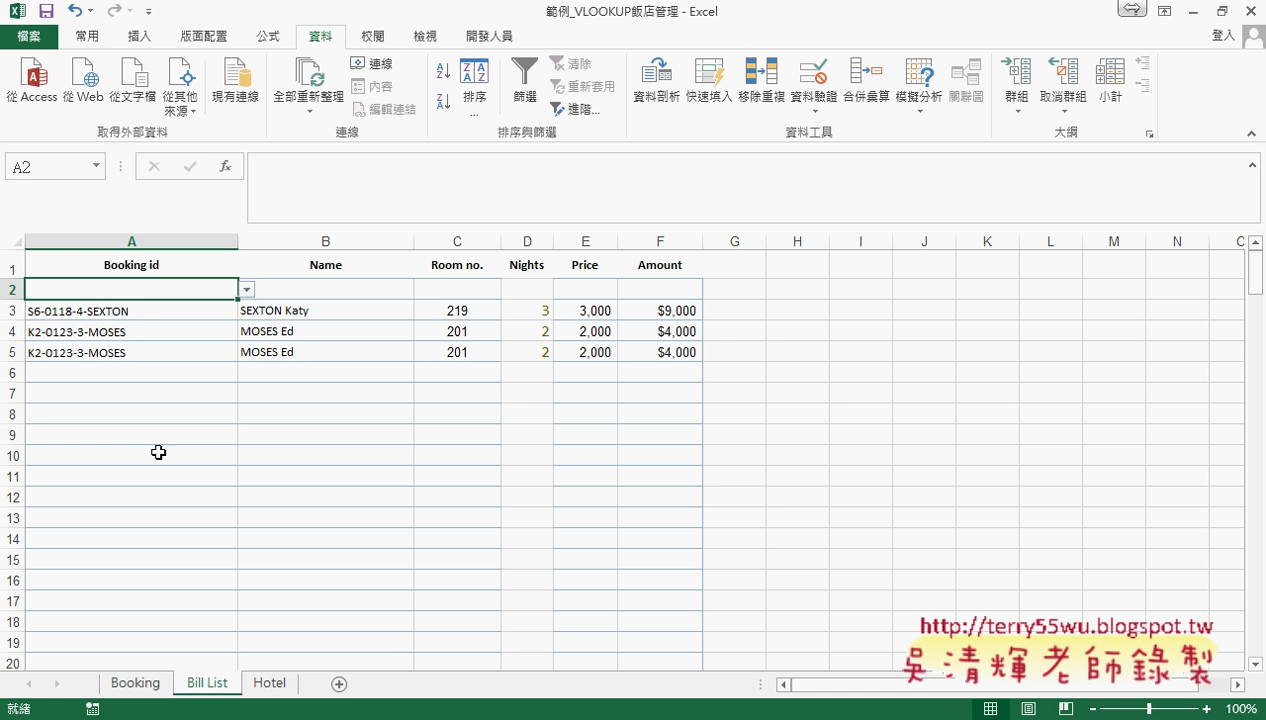 範例_VLOOKUP飯店管理 - Excel
檔案 常用 插入 版面配置 公式 資料 校閱 檢視 開發人員 登入
從 Access 從 Web 從文字檔 從其他來源 現有連線 全部重新整理 連線 內容 編輯連結 排序... 篩選 清除 重新套用 進階... 資料剖析 快速填入 移除重複 資料驗證 合併彙算 模擬分析 關聯圖 群組 取消群組 小計
取得外部資料 連線 排序與篩選 資料工具 大綱
A2 fx
A B C D E F G H I J K L M N
1 Booking id Name Room no. Nights Price Amount
2
3 S6-0118-4-SEXTON SEXTON Katy 219 3 3,000 $9,000
4 K2-0123-3-MOSES MOSES Ed 201 2 2,000 $4,000
5 K2-0123-3-MOSES MOSES Ed 201 2 2,000 $4,000
6
7
8
9
10
11
12
13
14
15
16
17
18
19
20
http://terry55wu.blogspot.tw
吳清輝老師錄製
Booking Bill List Hotel
就緒 100%